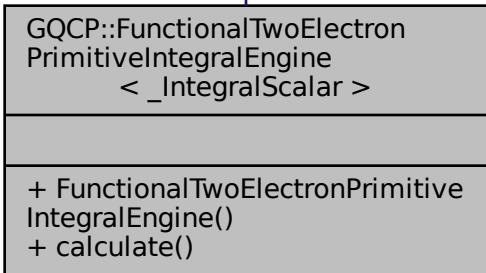 GQCP::FunctionalTwoElectron
PrimitiveIntegralEngine
< _IntegralScalar >
+ FunctionalTwoElectronPrimitive
IntegralEngine()
+ calculate()